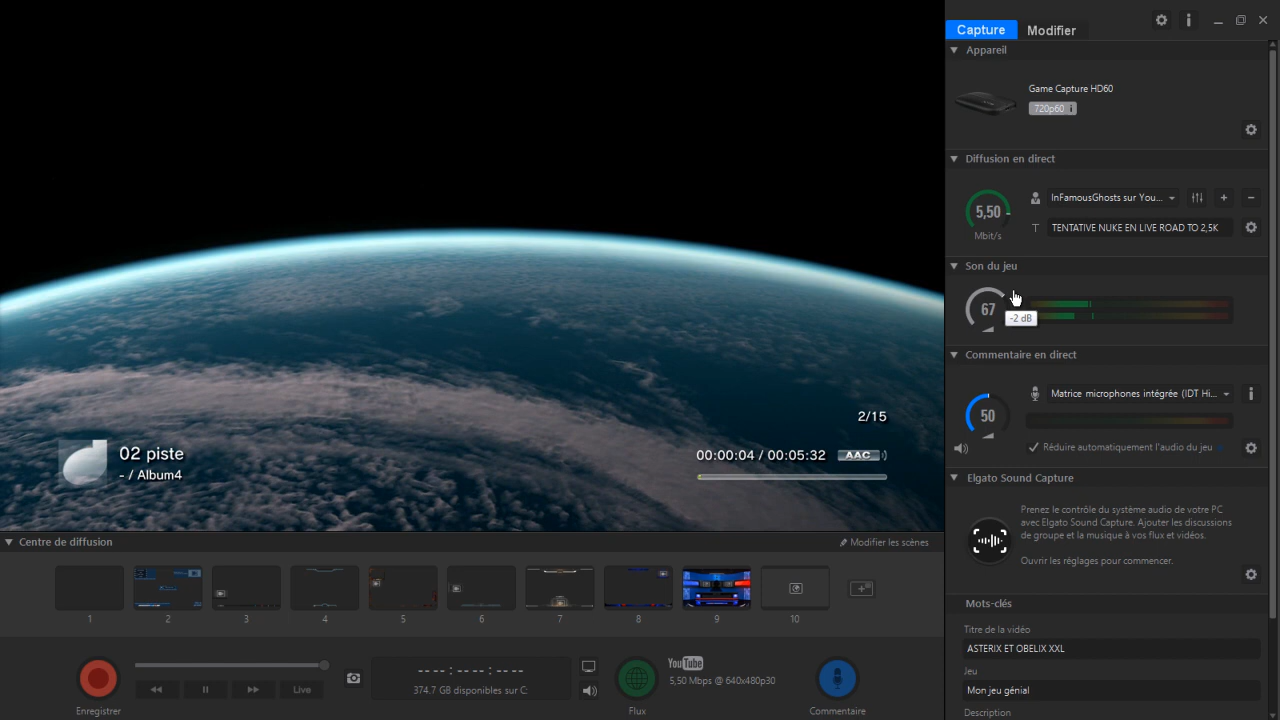 Capture
Modifier
Appareil
Game Capture HD60
720p60 i
Diffusion en direct
5,50
Mbit/s
InFamousGhosts sur You...
T TENTATIVE NUKE EN LIVE ROAD TO 2,5K
Son du jeu
67
-2 dB
Commentaire en direct
50
Matrice microphones intégrée (IDT Hi...
Réduire automatiquement l'audio du jeu
Elgato Sound Capture
Prenez le contrôle du système audio de votre PC
avec Elgato Sound Capture. Ajouter les discussions
de groupe et la musique à vos flux et vidéos.
Ouvrir les réglages pour commencer.
Mots-clés
Titre de la vidéo
ASTERIX ET OBELIX XXL
Jeu
Mon jeu génial
Description
2/15
02 piste
- / Album4
00:00:04 / 00:05:32 AAC
Centre de diffusion
Modifier les scènes
1 2 3 4 5 6 7 8 9 10
Enregistrer
Live
-- -- : -- -- : -- --
374.7 GB disponibles sur C:
Flux
YouTube
5,50 Mbps @ 640x480p30
Commentaire